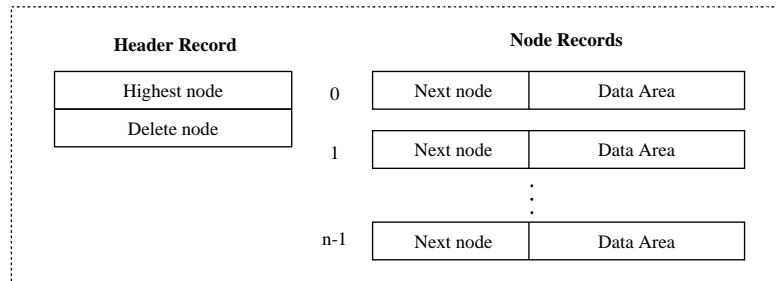 Header Record
Node Records
Highest node
Delete node
0
Next node
Data Area
1
Next node
Data Area
n-1
Next node
Data Area